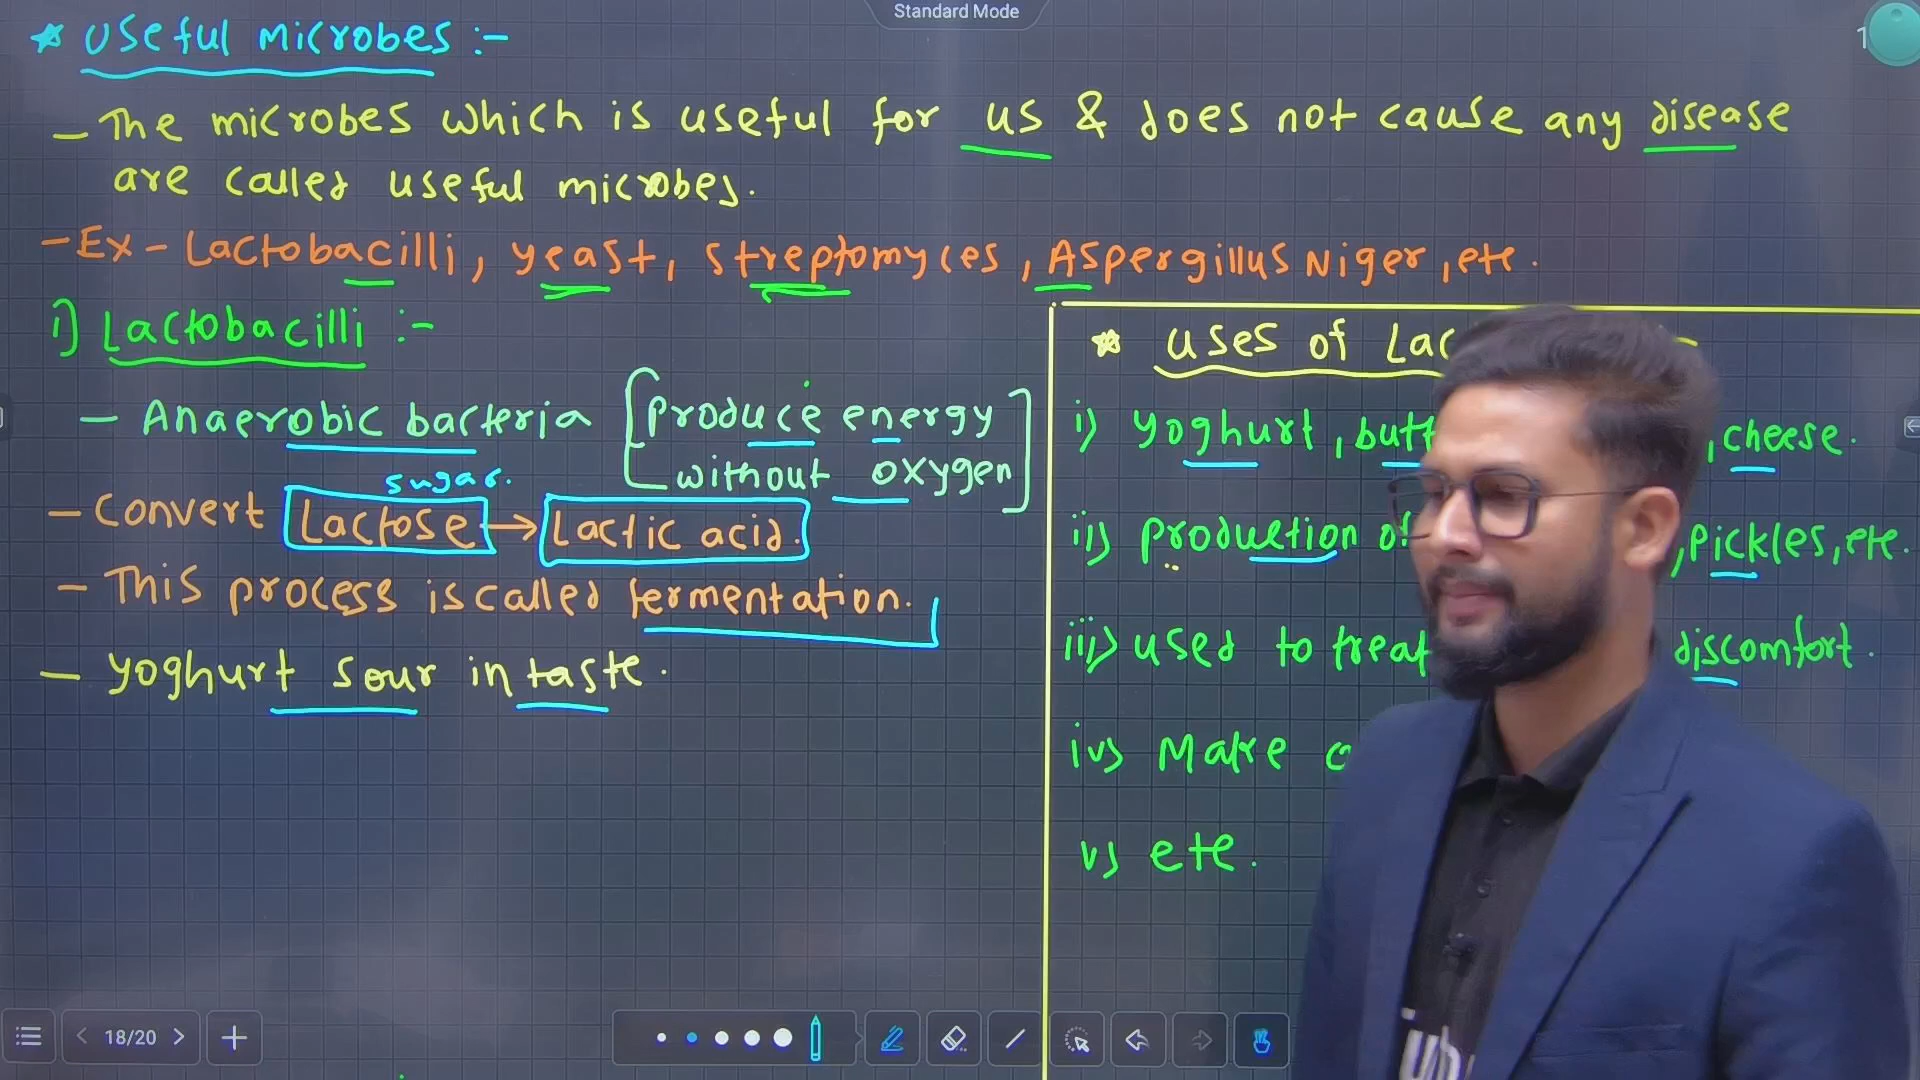 Standard Mode
1
* Useful Microbes :-
- The microbes which is useful for us & does not cause any disease
are called useful microbes.
- Ex - Lactobacilli, yeast, streptomyces, Aspergillus Niger, etc.
i) Lactobacilli :-
- Anaerobic bacteria [produce energy
without oxygen]
sugar.
- Convert Lactose → Lactic acid.
- This process is called fermentation.
- Yoghurt sour in taste.
* Uses of Lac
i) yoghurt, butt , cheese.
ii) production of , pickles, etc.
iii) used to treat discomfort.
iv) Make
v) etc.
18/20